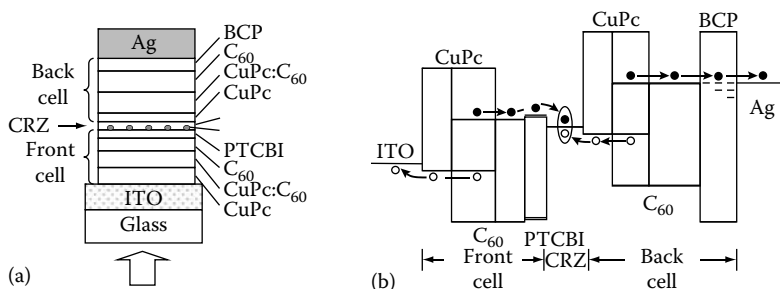 Ag
BCP
C60
CuPc:C60
CuPc
Back cell
CRZ
Front cell
PTCBI
C60
CuPc:C60
CuPc
ITO
Glass
(a)
CuPc
CuPc
BCP
ITO
Ag
C60
C60
PTCBI
CRZ
Front cell
Back cell
(b)